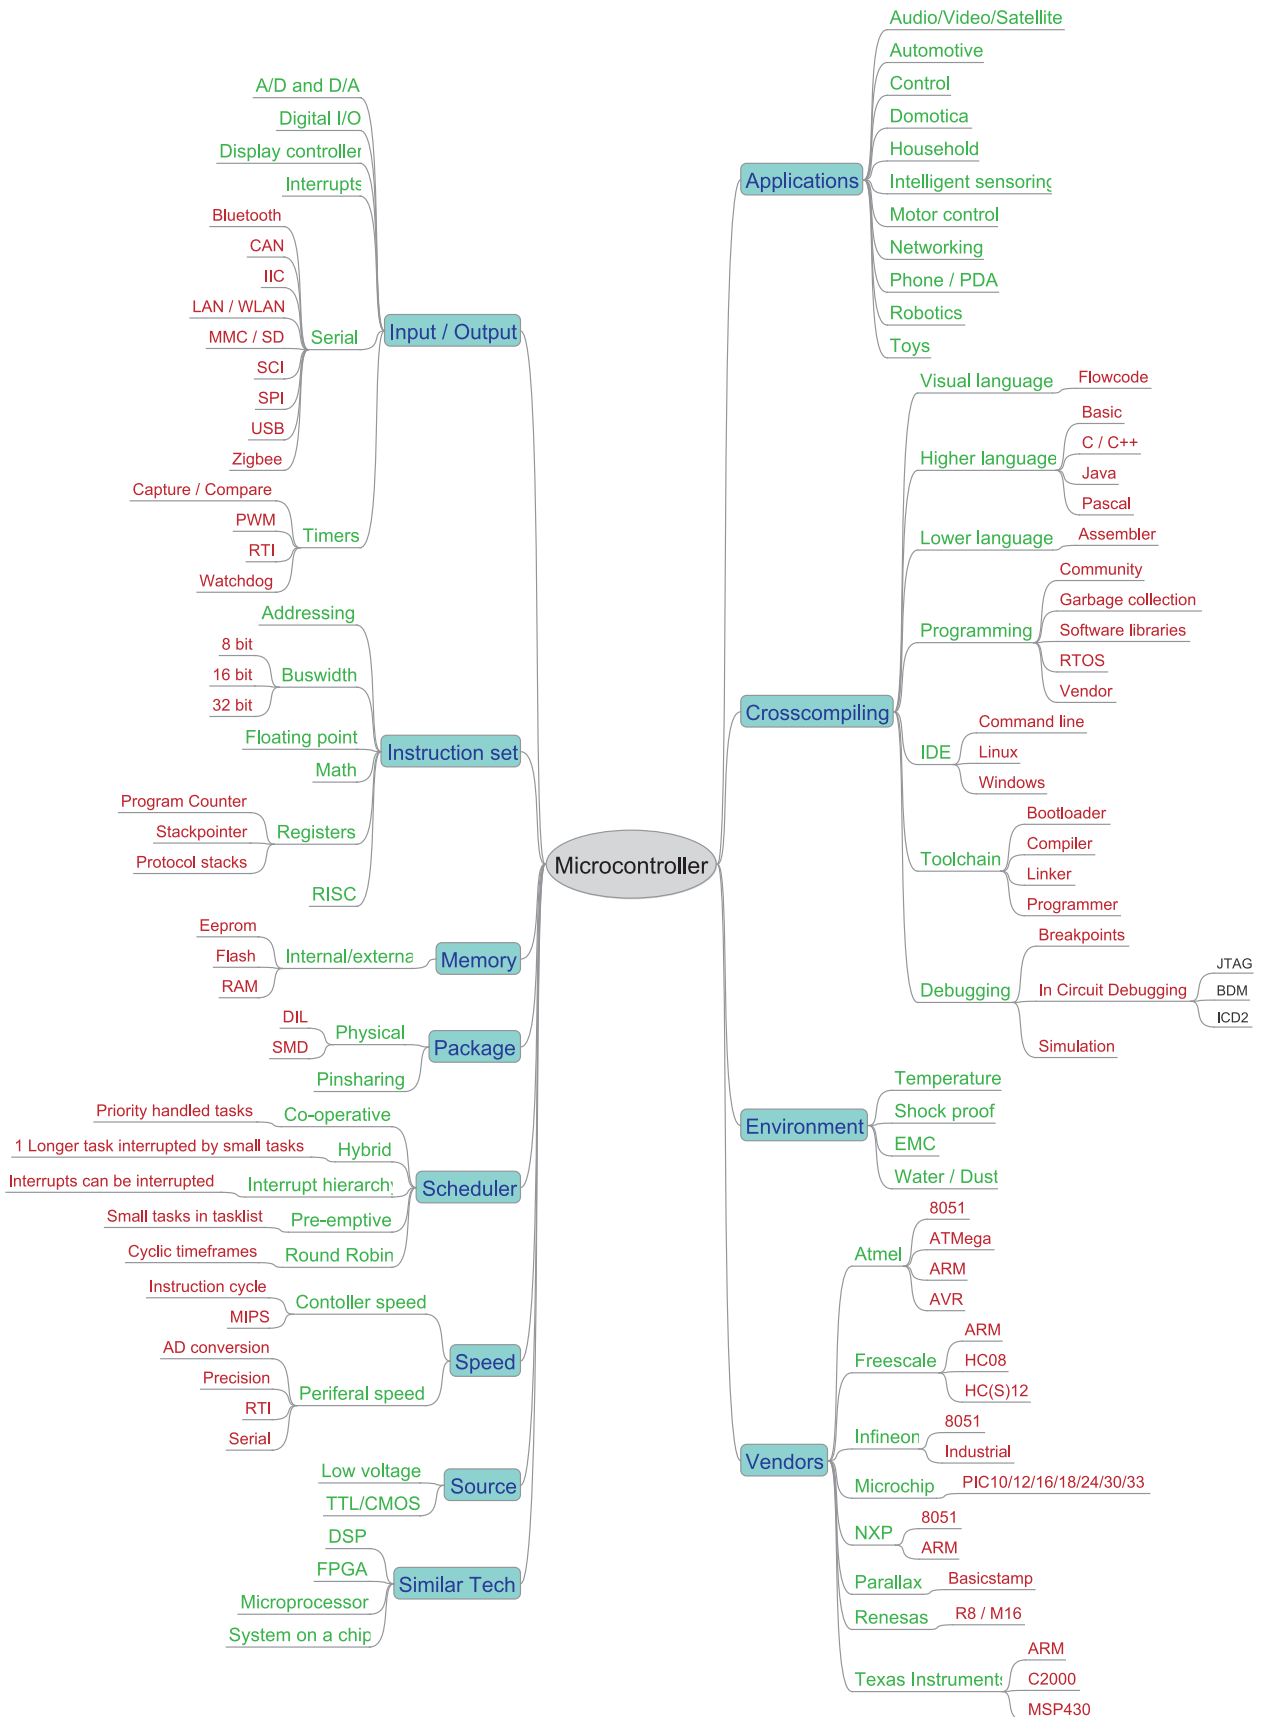 Microcontroller
Input / Output
A/D and D/A
Digital I/O
Display controller
Interrupts
Serial
Bluetooth
CAN
IIC
LAN / WLAN
MMC / SD
SCI
SPI
USB
Zigbee
Timers
Capture / Compare
PWM
RTI
Watchdog
Instruction set
Addressing
Buswidth
8 bit
16 bit
32 bit
Floating point
Math
Registers
Program Counter
Stackpointer
Protocol stacks
RISC
Memory
Internal/externa
Eeprom
Flash
RAM
Package
Physical
DIL
SMD
Pinsharing
Scheduler
Co-operative
Priority handled tasks
Hybrid
1 Longer task interrupted by small tasks
Interrupt hierarchy
Interrupts can be interrupted
Pre-emptive
Small tasks in tasklist
Round Robin
Cyclic timeframes
Speed
Contoller speed
Instruction cycle
MIPS
Periferal speed
AD conversion
Precision
RTI
Serial
Source
Low voltage
TTL/CMOS
Similar Tech
DSP
FPGA
Microprocessor
System on a chip
Applications
Audio/Video/Satellite
Automotive
Control
Domotica
Household
Intelligent sensoring
Motor control
Networking
Phone / PDA
Robotics
Toys
Crosscompiling
Visual language
Flowcode
Higher language
Basic
C / C++
Java
Pascal
Lower language
Assembler
Programming
Community
Garbage collection
Software libraries
RTOS
Vendor
IDE
Command line
Linux
Windows
Toolchain
Bootloader
Compiler
Linker
Programmer
Debugging
Breakpoints
In Circuit Debugging
JTAG
BDM
ICD2
Simulation
Environment
Temperature
Shock proof
EMC
Water / Dust
Vendors
Atmel
8051
ATMega
ARM
AVR
Freescale
ARM
HC08
HC(S)12
Infineon
8051
Industrial
Microchip
PIC10/12/16/18/24/30/33
NXP
8051
ARM
Parallax
Basicstamp
Renesas
R8 / M16
Texas Instruments
ARM
C2000
MSP430